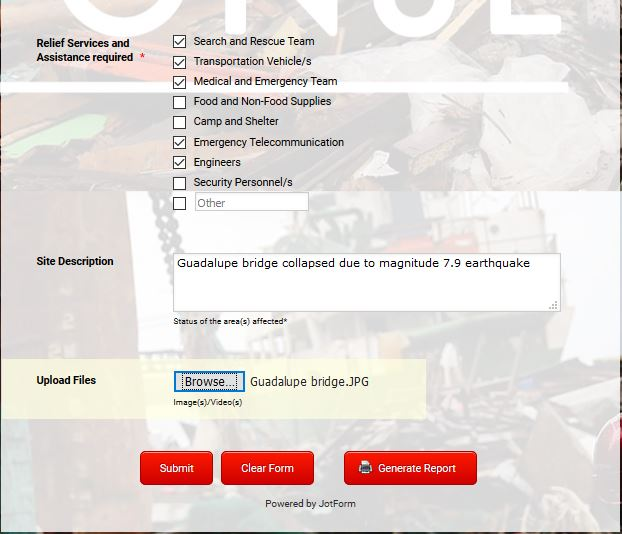 Relief Services and
Assistance required *
Search and Rescue Team
Transportation Vehicle/s
Medical and Emergency Team
Food and Non-Food Supplies
Camp and Shelter
Emergency Telecommunication
Engineers
Security Personnel/s
Other
Site Description
Guadalupe bridge collapsed due to magnitude 7.9 earthquake
Status of the area(s) affected*
Upload Files
Browse... Guadalupe bridge.JPG
Image(s)/Video(s)
Submit Clear Form Generate Report
Powered by JotForm